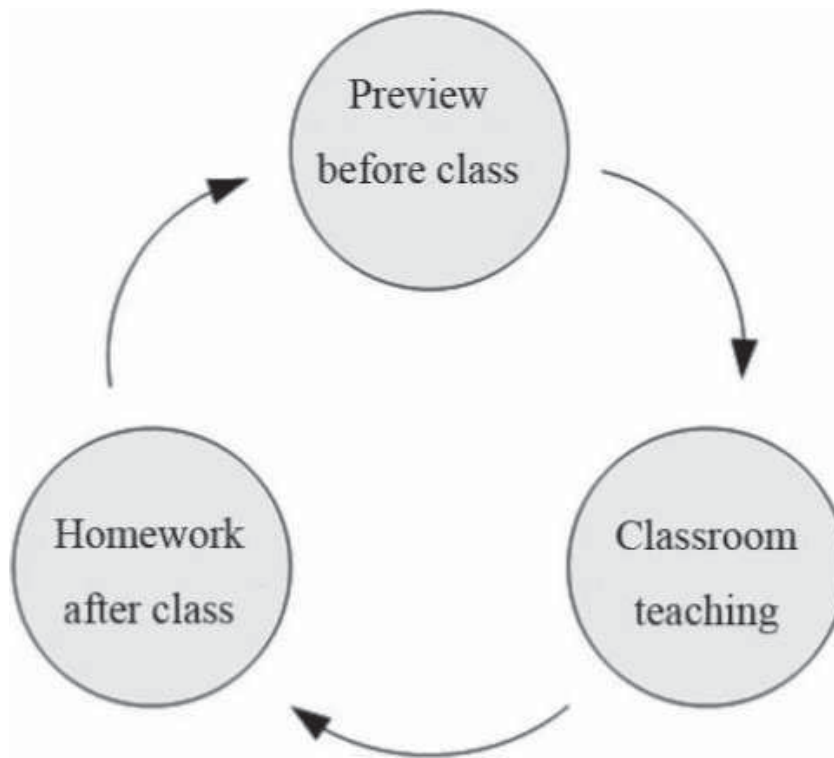 Preview
before class
Classroom
teaching
Homework
after class